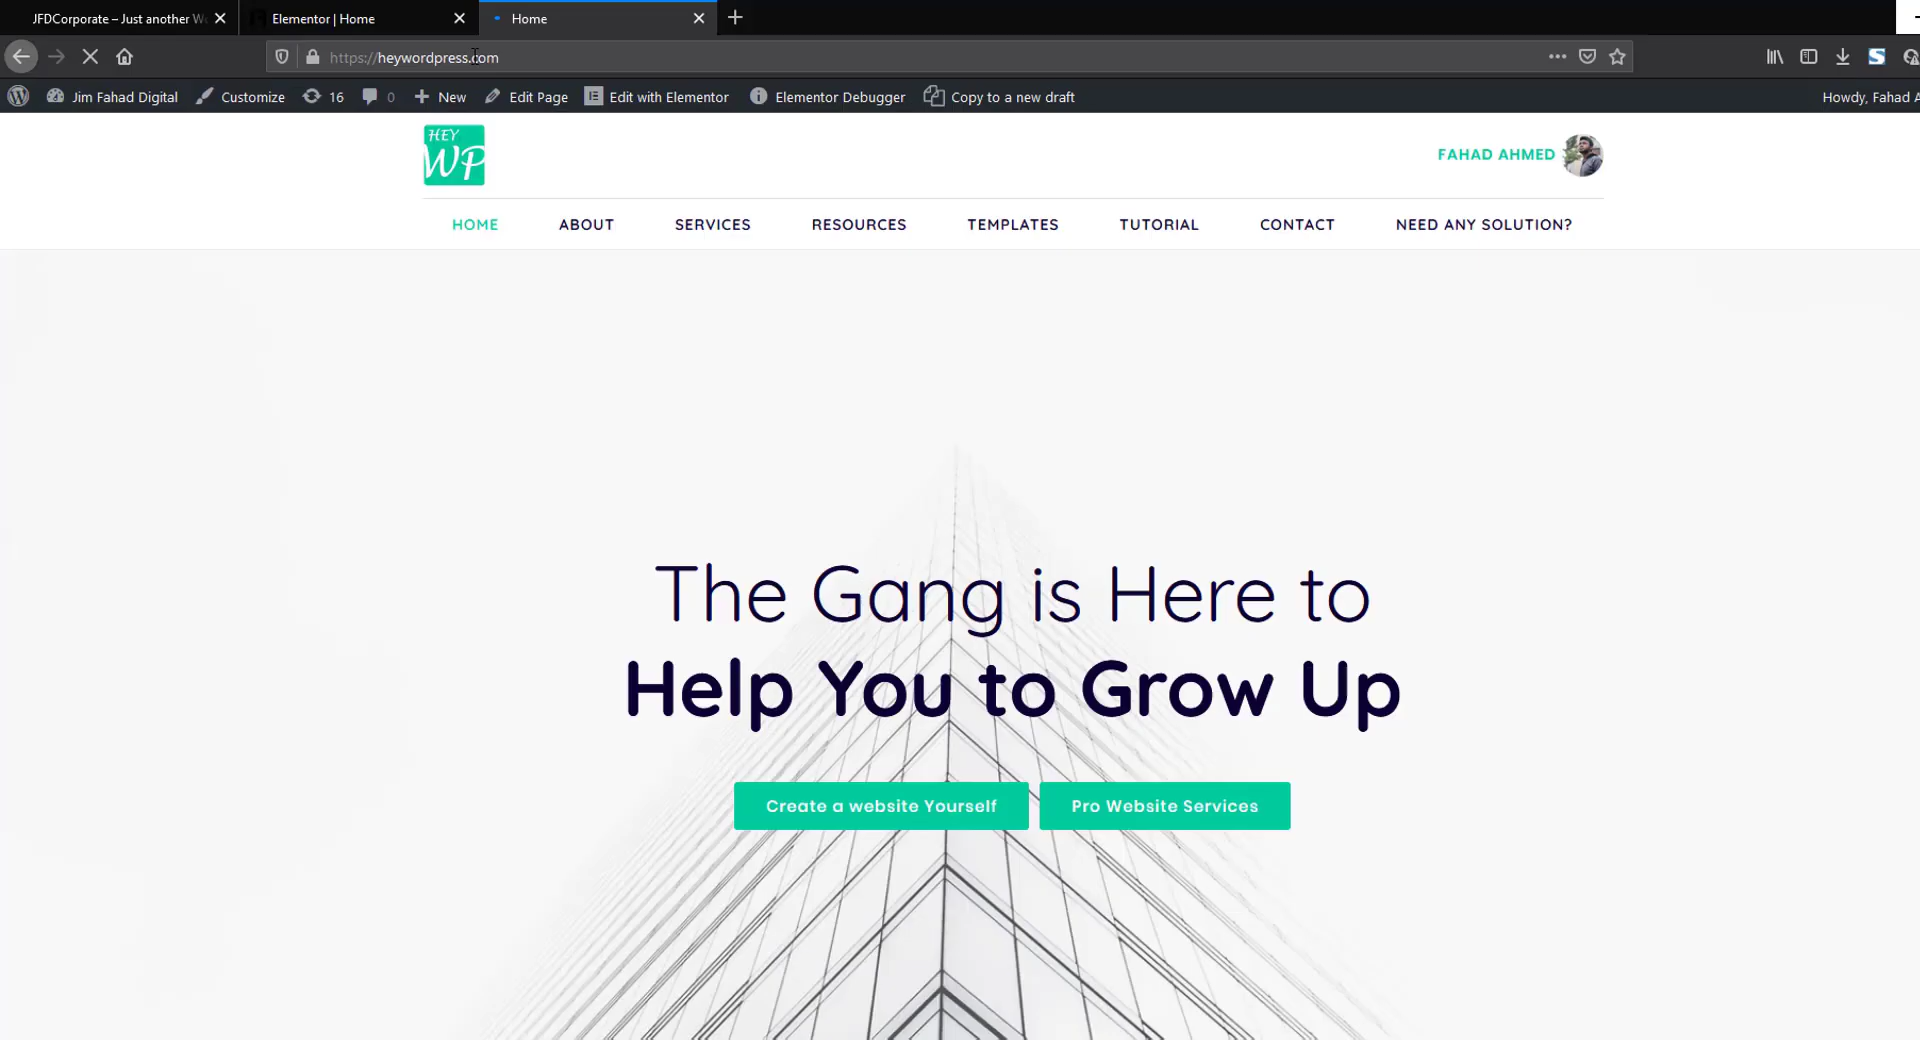 JFDCorporate – Just another W
Elementor | Home
Home
https://heywordpress.com
Jim Fahad Digital
Customize
16
0
New
Edit Page
Edit with Elementor
Elementor Debugger
Copy to a new draft
Howdy, Fahad A
HEY
WP
FAHAD AHMED
HOME
ABOUT
SERVICES
RESOURCES
TEMPLATES
TUTORIAL
CONTACT
NEED ANY SOLUTION?
The Gang is Here to
Help You to Grow Up
Create a website Yourself
Pro Website Services